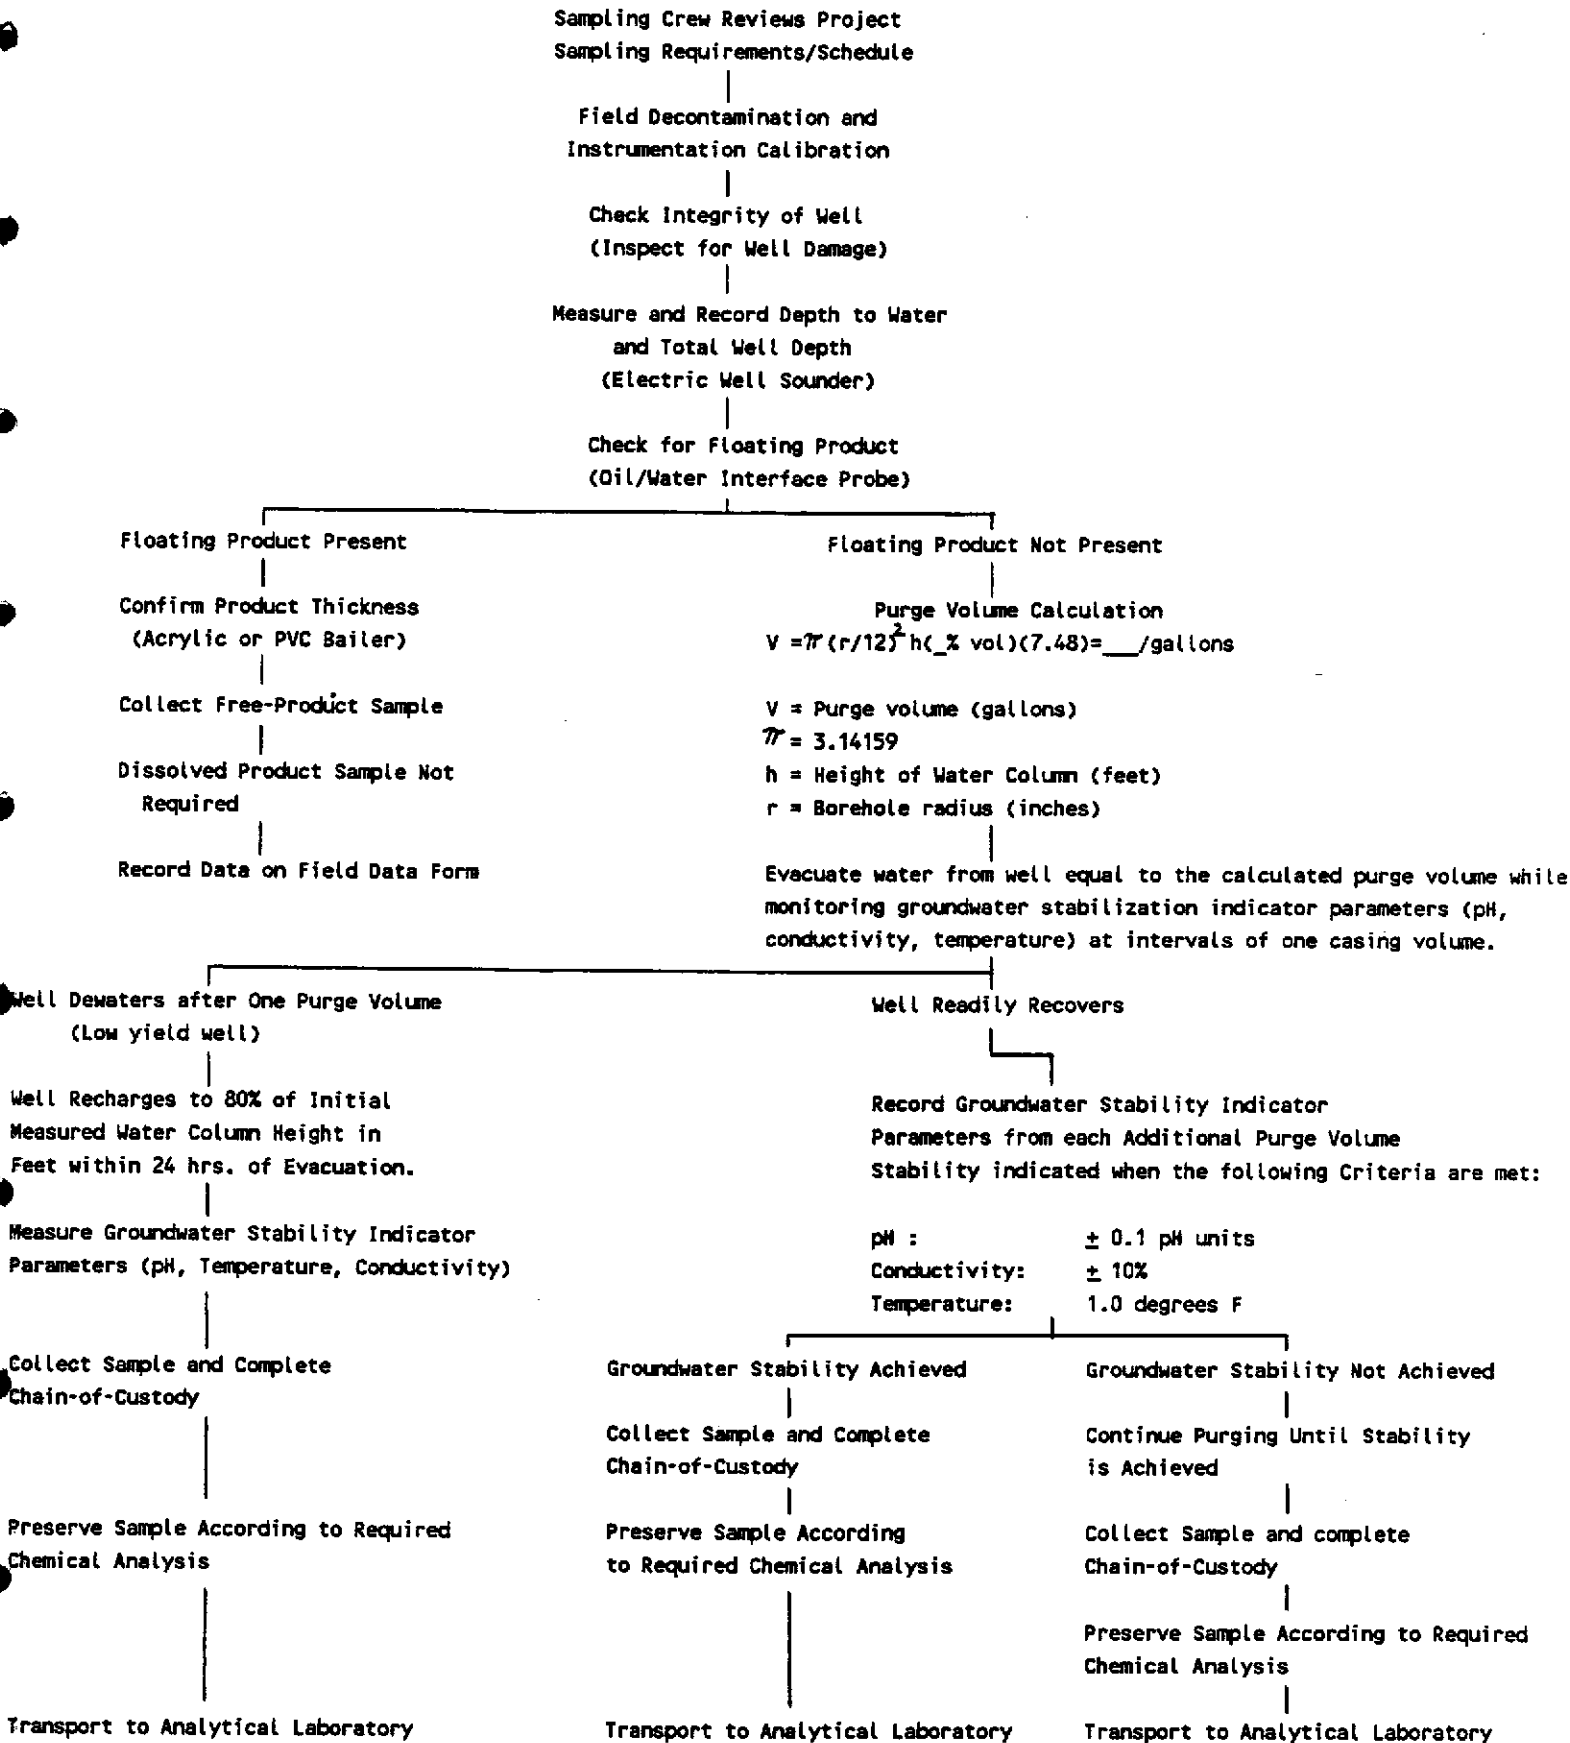 Sampling Crew Reviews Project
Sampling Requirements/Schedule
Field Decontamination and
Instrumentation Calibration
Check Integrity of Well
(Inspect for Well Damage)
Measure and Record Depth to Water
and Total Well Depth
(Electric Well Sounder)
Check for Floating Product
(Oil/Water Interface Probe)
Floating Product Present
Confirm Product Thickness
(Acrylic or PVC Bailer)
Collect Free-Product Sample
Dissolved Product Sample Not
Required
Record Data on Field Data Form
Floating Product Not Present
Purge Volume Calculation
V =π(r/12)² h(_% vol)(7.48)=___/gallons
V = Purge volume (gallons)
π = 3.14159
h = Height of Water Column (feet)
r = Borehole radius (inches)
Evacuate water from well equal to the calculated purge volume while
monitoring groundwater stabilization indicator parameters (pH,
conductivity, temperature) at intervals of one casing volume.
Well Dewaters after One Purge Volume
(Low yield well)
Well Recharges to 80% of Initial
Measured Water Column Height in
Feet within 24 hrs. of Evacuation.
Measure Groundwater Stability Indicator
Parameters (pH, Temperature, Conductivity)
Collect Sample and Complete
Chain-of-Custody
Preserve Sample According to Required
Chemical Analysis
Transport to Analytical Laboratory
Well Readily Recovers
Record Groundwater Stability Indicator
Parameters from each Additional Purge Volume
Stability indicated when the following Criteria are met:
pH : ± 0.1 pH units
Conductivity: ± 10%
Temperature: 1.0 degrees F
Groundwater Stability Achieved
Collect Sample and Complete
Chain-of-Custody
Preserve Sample According
to Required Chemical Analysis
Transport to Analytical Laboratory
Groundwater Stability Not Achieved
Continue Purging Until Stability
is Achieved
Collect Sample and complete
Chain-of-Custody
Preserve Sample According to Required
Chemical Analysis
Transport to Analytical Laboratory